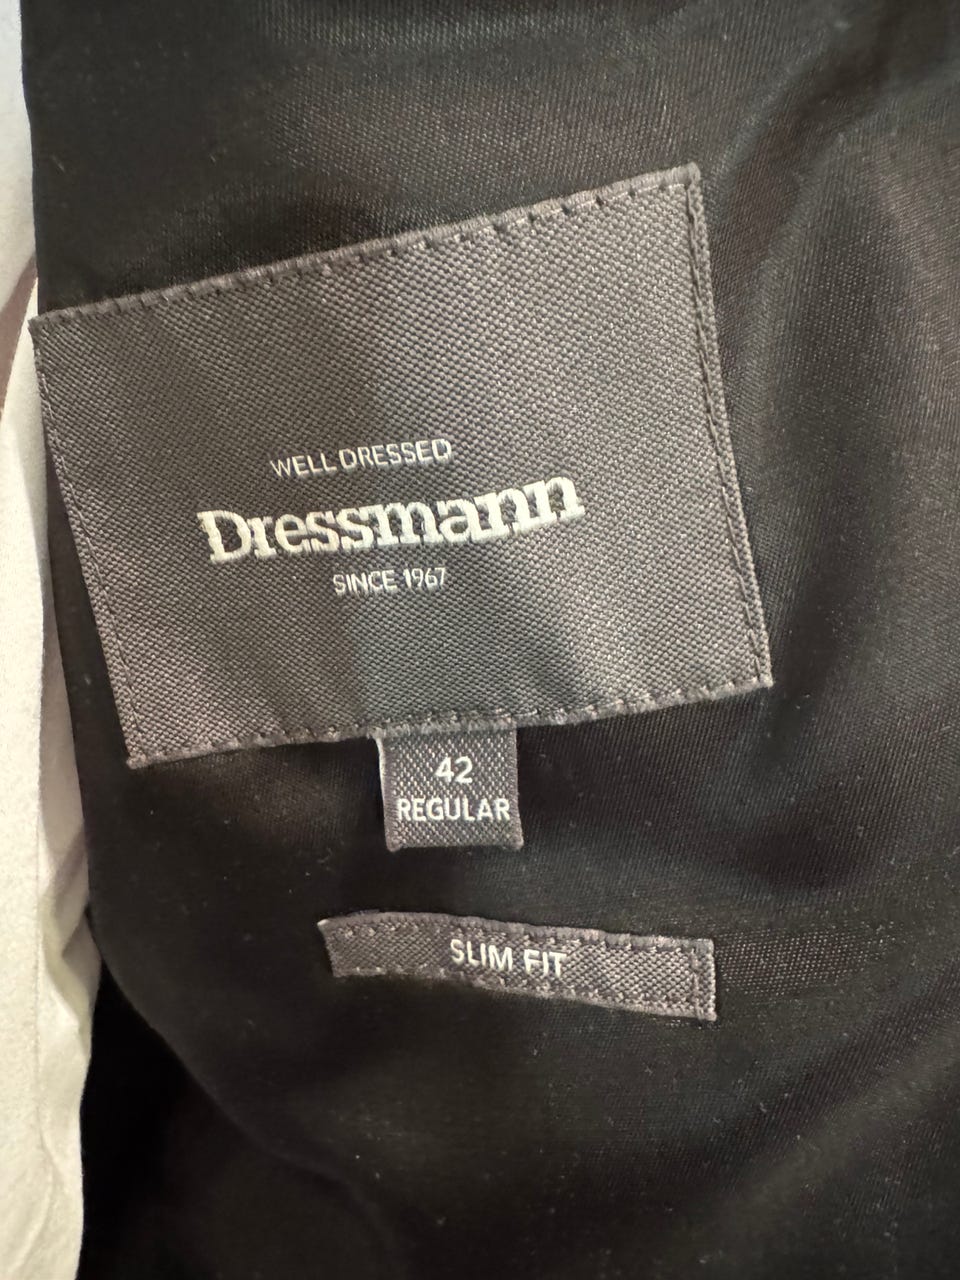 WELL DRESSED
Dressmann
SINCE 1967
42
REGULAR
SLIM FIT